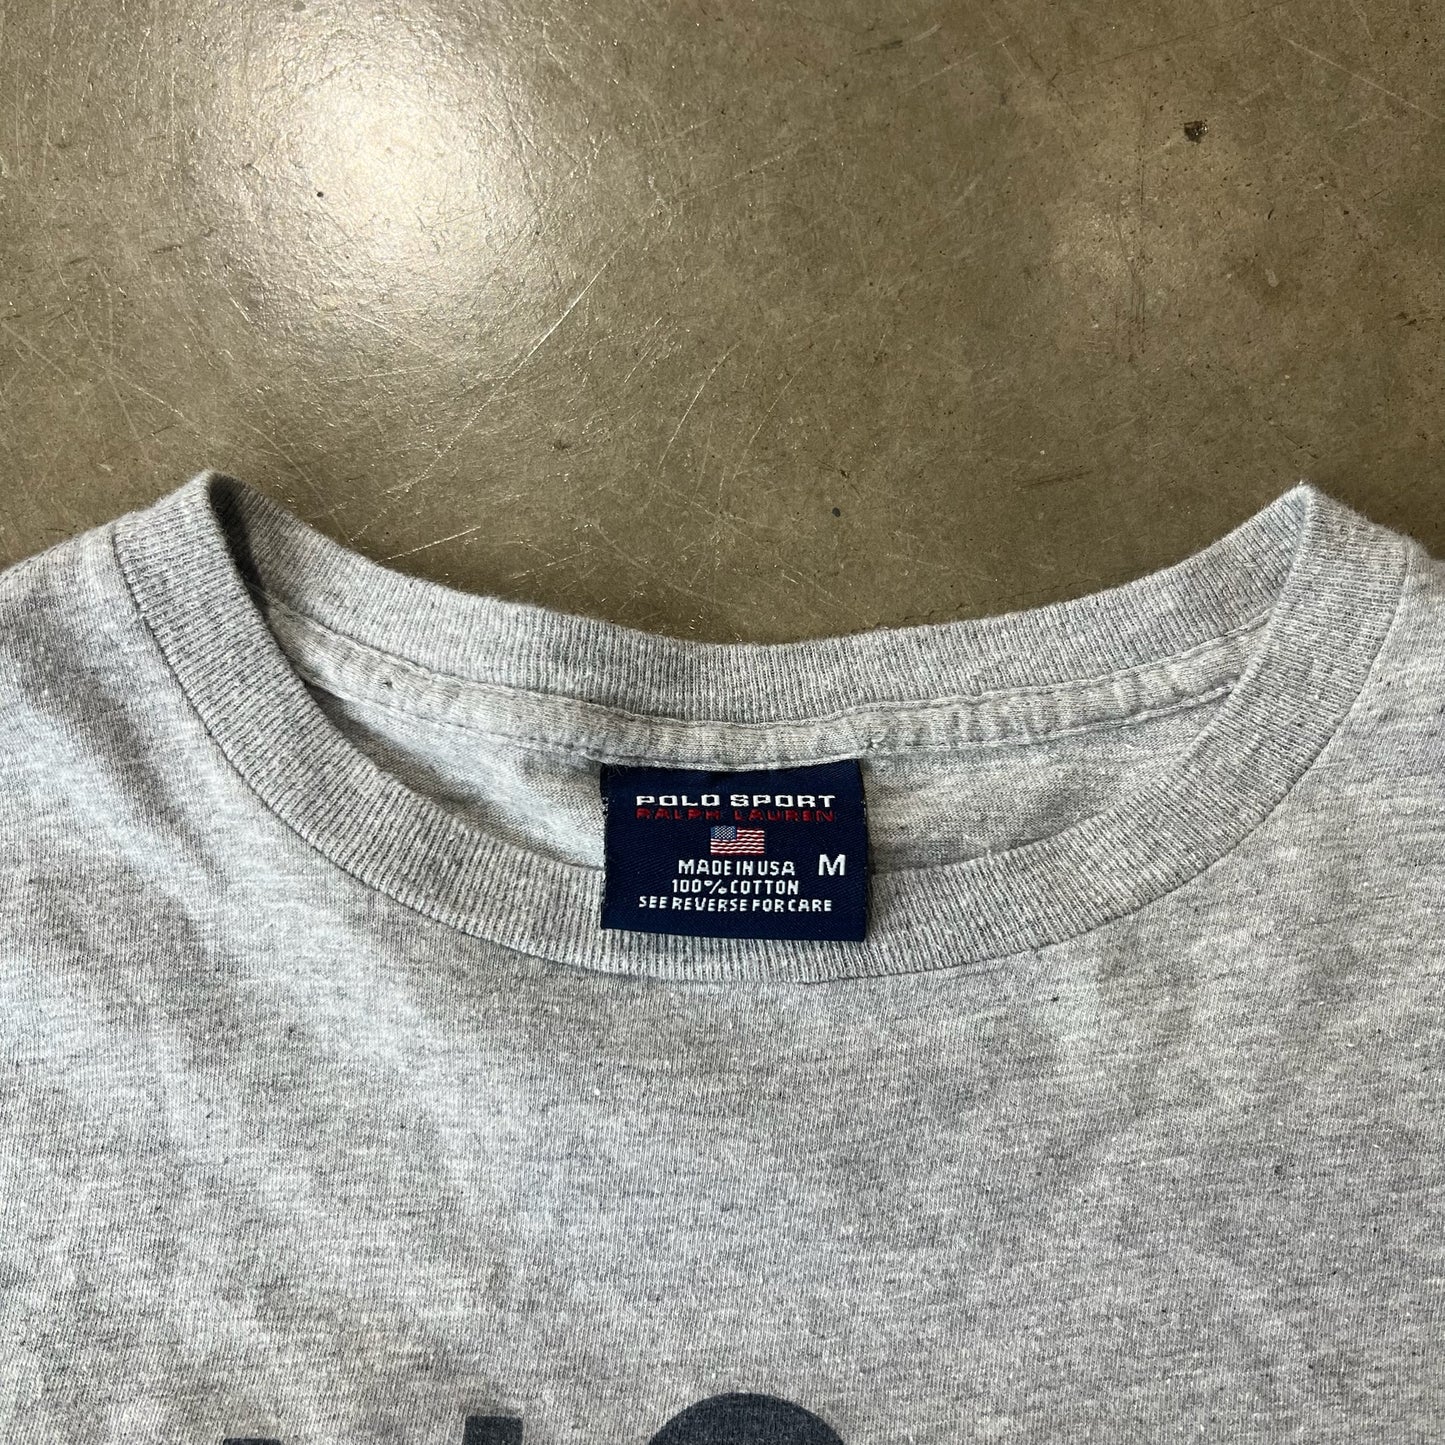 POLO SPORT
RALPH LAUREN
MADE IN USA M
100% COTTON
SEE REVERSE FOR CARE